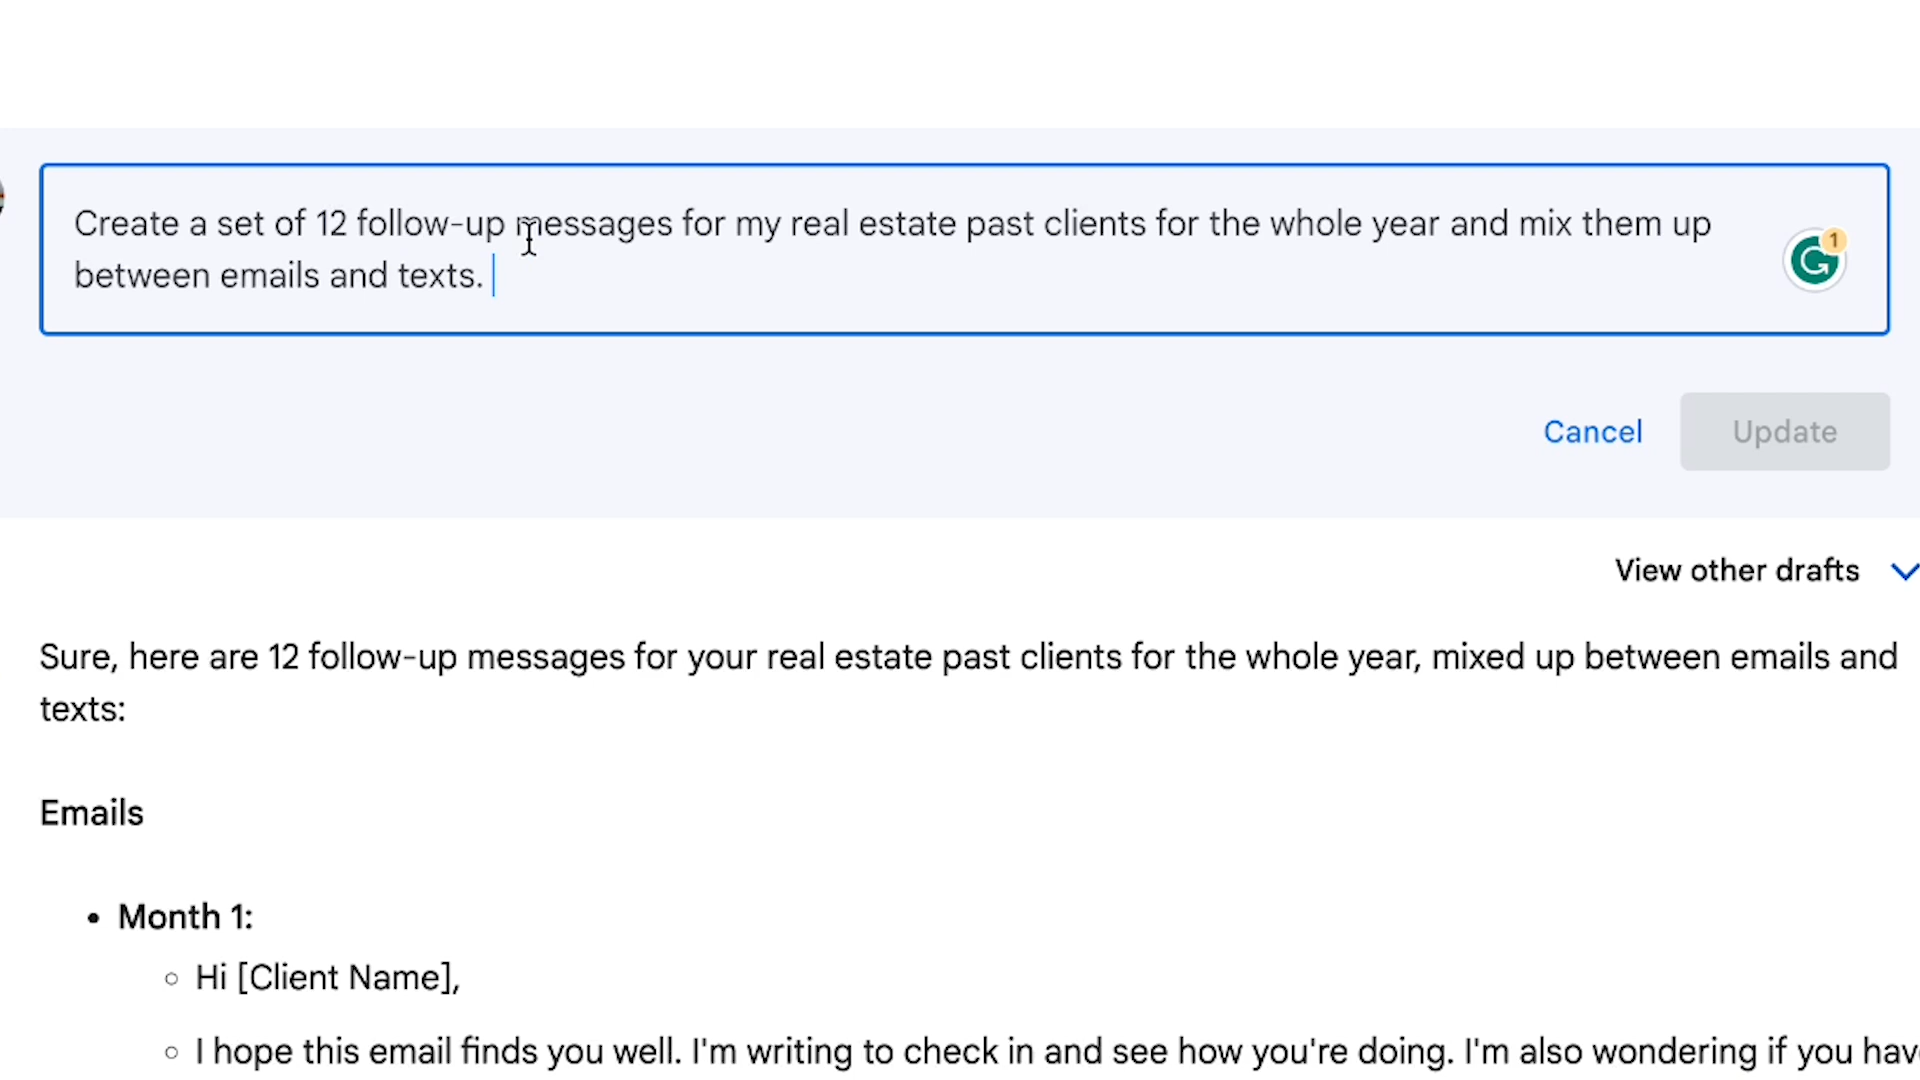 Create a set of 12 follow-up messages for my real estate past clients for the whole year and mix them up
between emails and texts.
1
Cancel
Update
View other drafts
Sure, here are 12 follow-up messages for your real estate past clients for the whole year, mixed up between emails and
texts:
Emails
• Month 1:
○ Hi [Client Name],
○ I hope this email finds you well. I'm writing to check in and see how you're doing. I'm also wondering if you